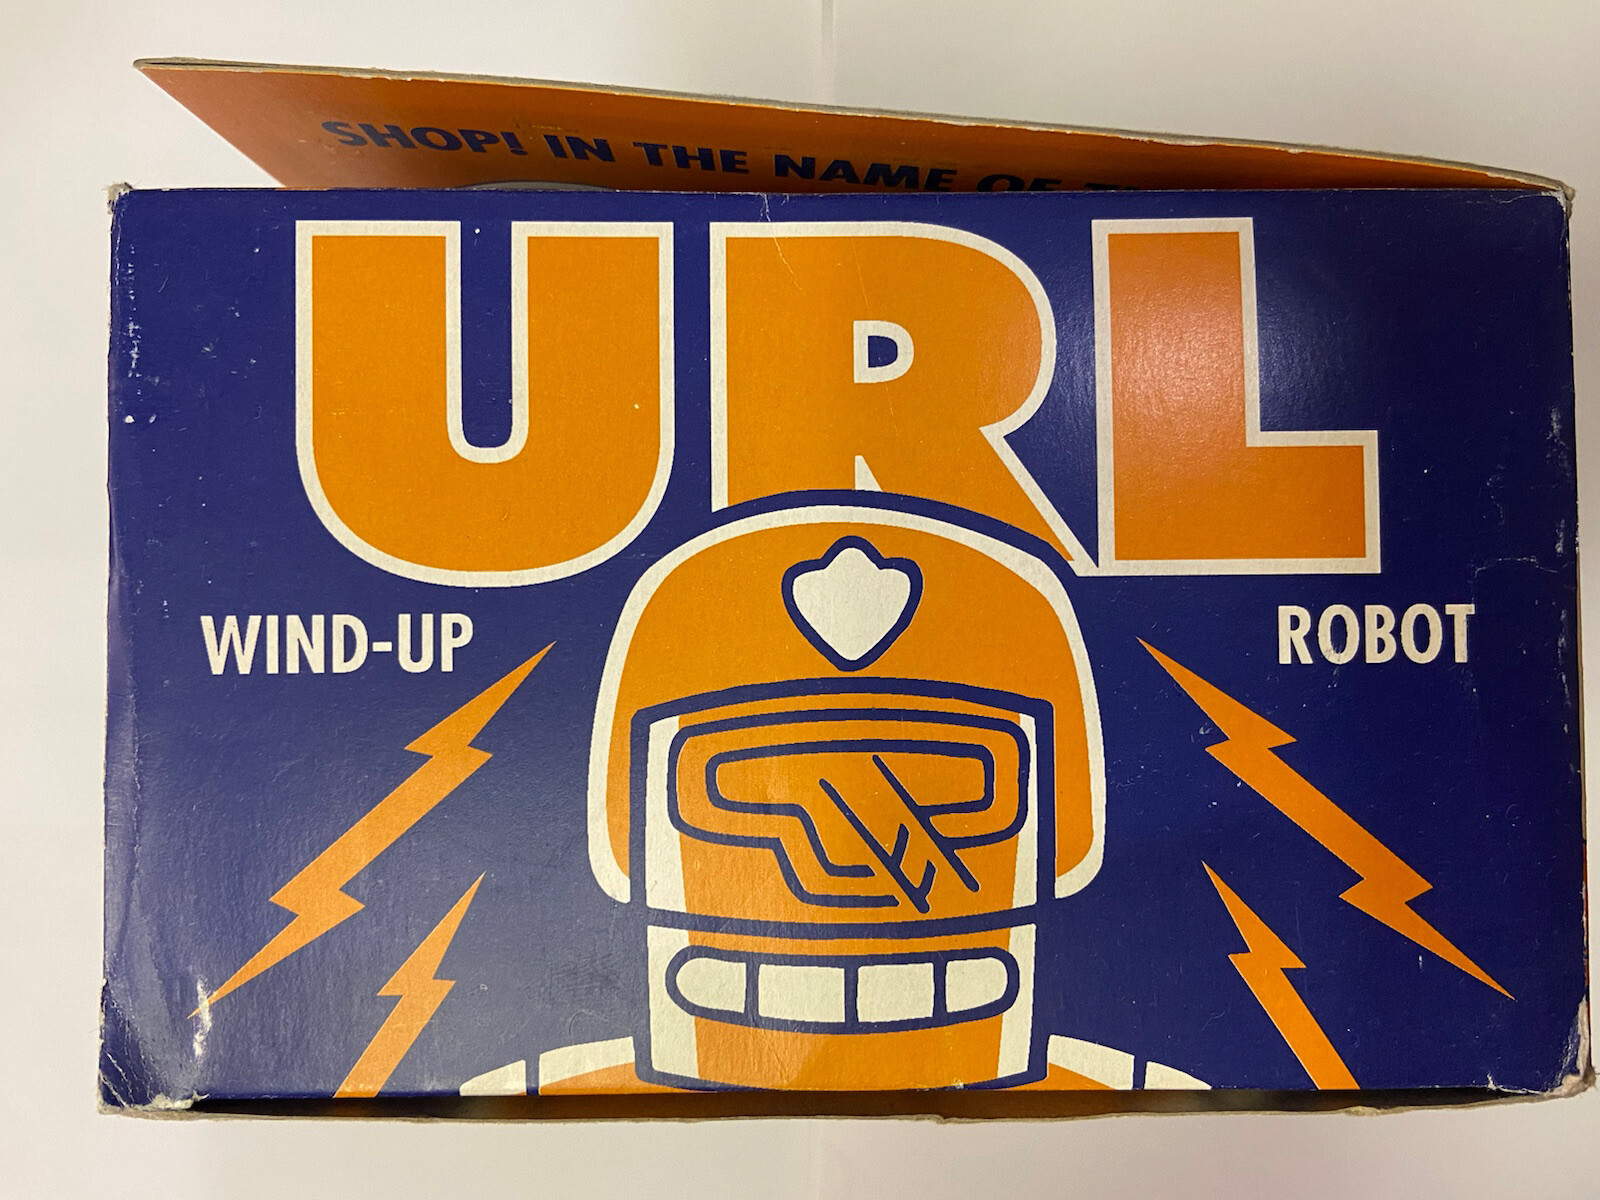 SHOP! IN THE NAME OF
URL
WIND-UP ROBOT